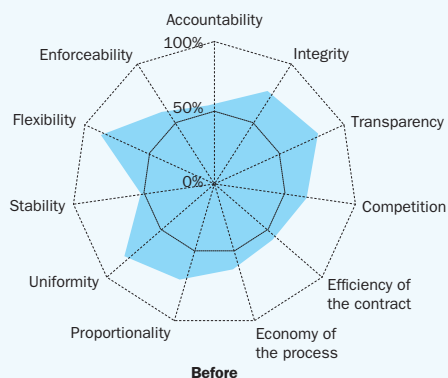 Accountability
100%
Enforceability
Integrity
Flexibility
50%
Transparency
0%
Stability
Competition
Uniformity
Efficiency of
the contract
Proportionality
Economy of
the process
Before